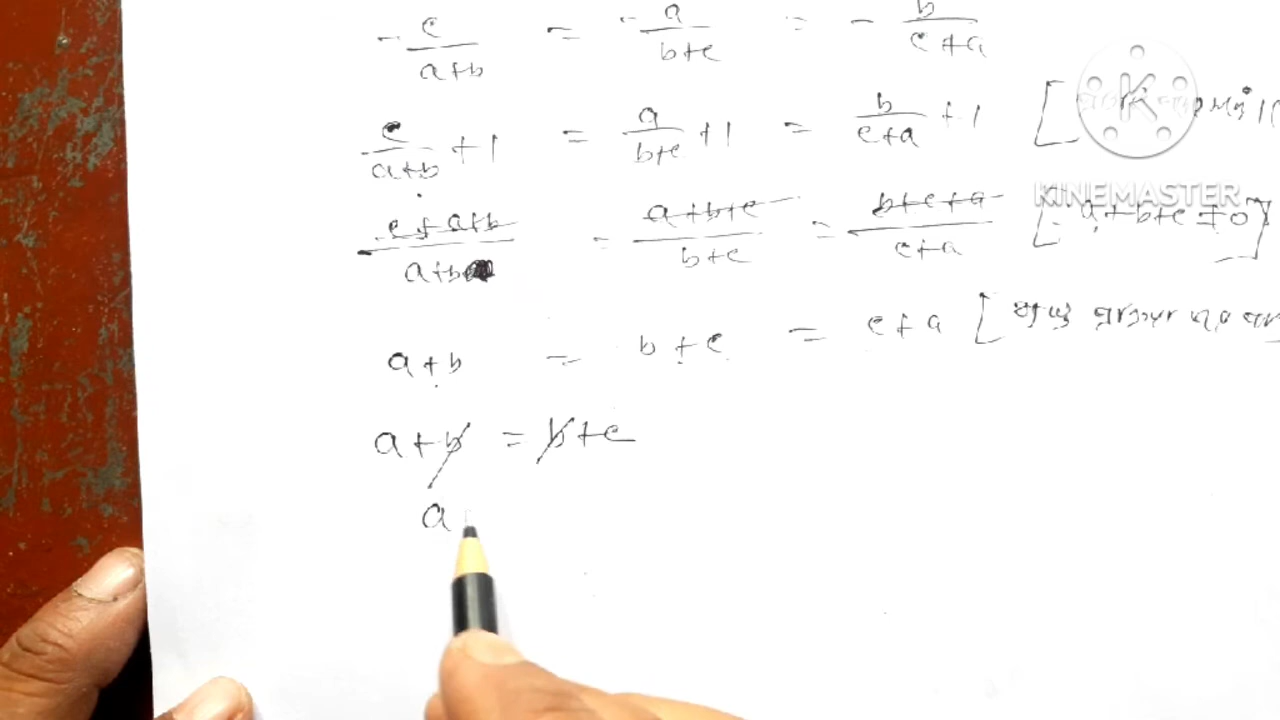 - c/(a+b) = - a/(b+c) = - b/(c+a)
c/(a+b) + 1 = a/(b+c) + 1 = b/(c+a) + 1 [
KINEMASTER
(c+a+b)/(a+b) = (a+b+c)/(b+c) = (b+c+a)/(c+a) [∵ a+b+c ≠ 0]
a+b = b+c = c+a [
a+b = b+c
a